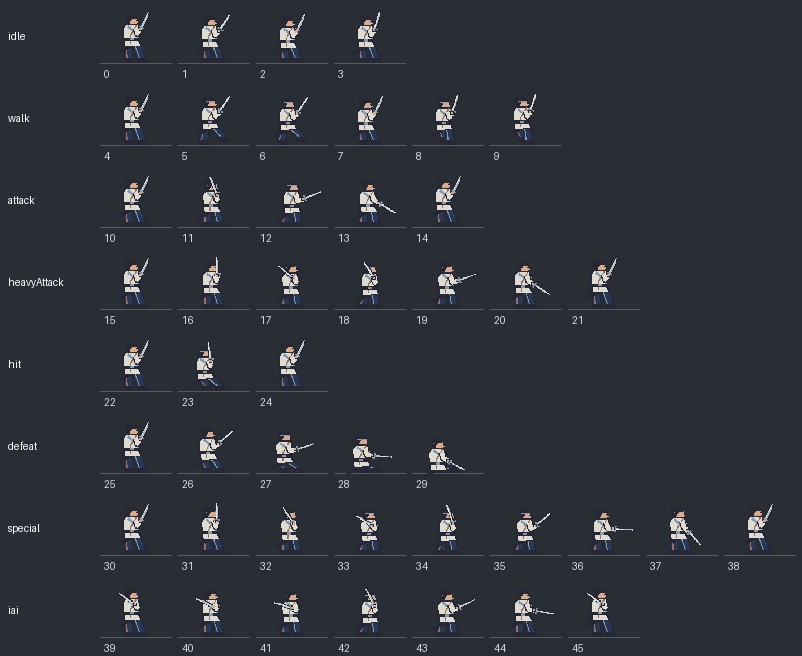 idle
0 1 2 3
walk
4 5 6 7 8 9
attack
10 11 12 13 14
heavyAttack
15 16 17 18 19 20 21
hit
22 23 24
defeat
25 26 27 28 29
special
30 31 32 33 34 35 36 37 38
iai
39 40 41 42 43 44 45